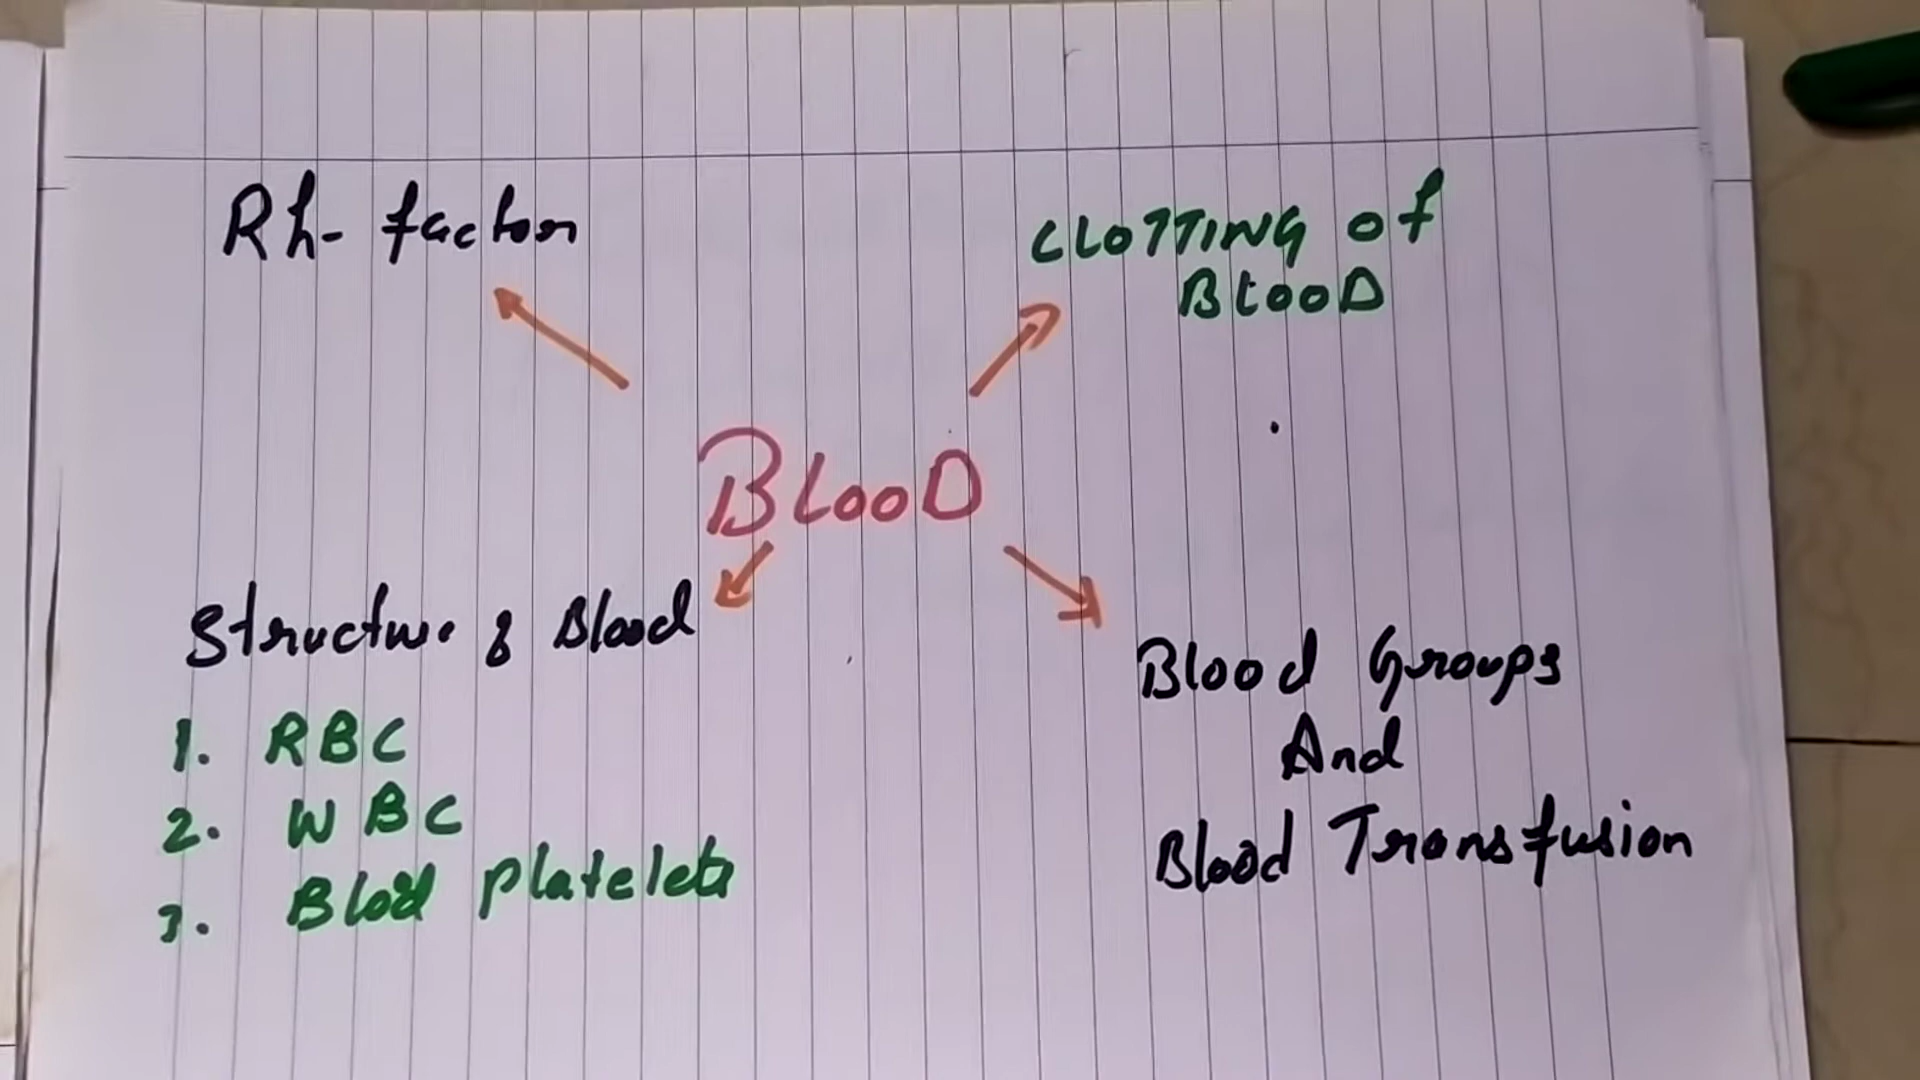 Rh- factor
CLOTTING of
BLOOD
BLOOD
Structure & Blood
1. RBC
2. WBC
3. Blood Platelets
Blood Groups
And
Blood Transfusion